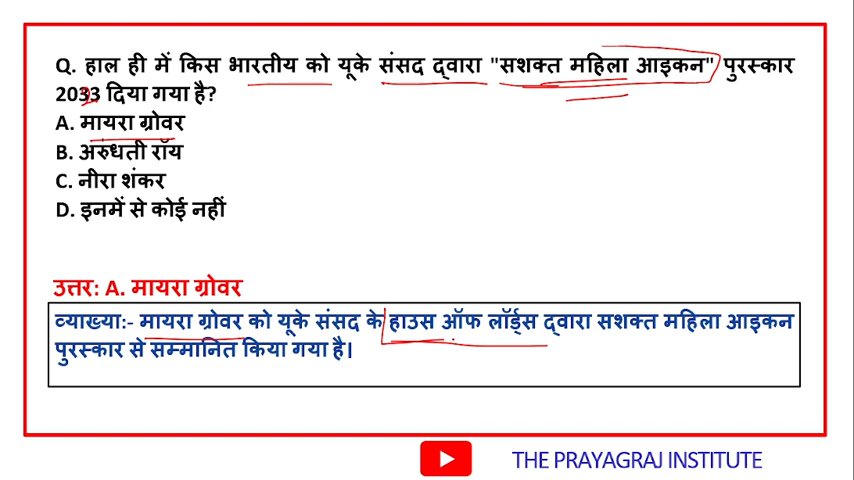 Q. हाल ही में किस भारतीय को यूके संसद द्वारा "सशक्त महिला आइकन" पुरस्कार
2033 दिया गया है?
A. मायरा ग्रोवर
B. अरुंधती रॉय
C. नीरा शंकर
D. इनमें से कोई नहीं
उत्तर: A. मायरा ग्रोवर
व्याख्या:- मायरा ग्रोवर को यूके संसद के हाउस ऑफ लॉर्ड्स द्वारा सशक्त महिला आइकन
पुरस्कार से सम्मानित किया गया है।
THE PRAYAGRAJ INSTITUTE